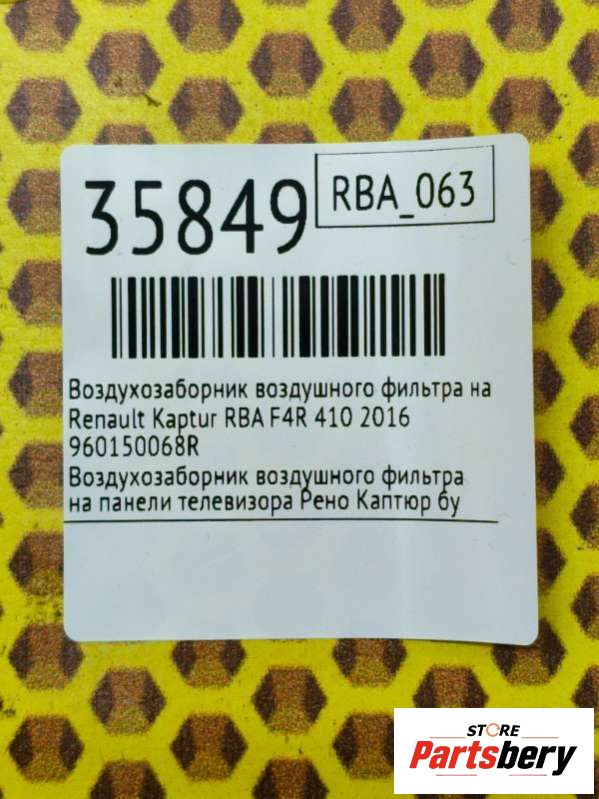 35849
RBA_063
Воздухозаборник воздушного фильтра на
Renault Kaptur RBA F4R 410 2016
960150068R
Воздухозаборник воздушного фильтра
на панели телевизора Рено Каптюр бу
STORE
Partsbery